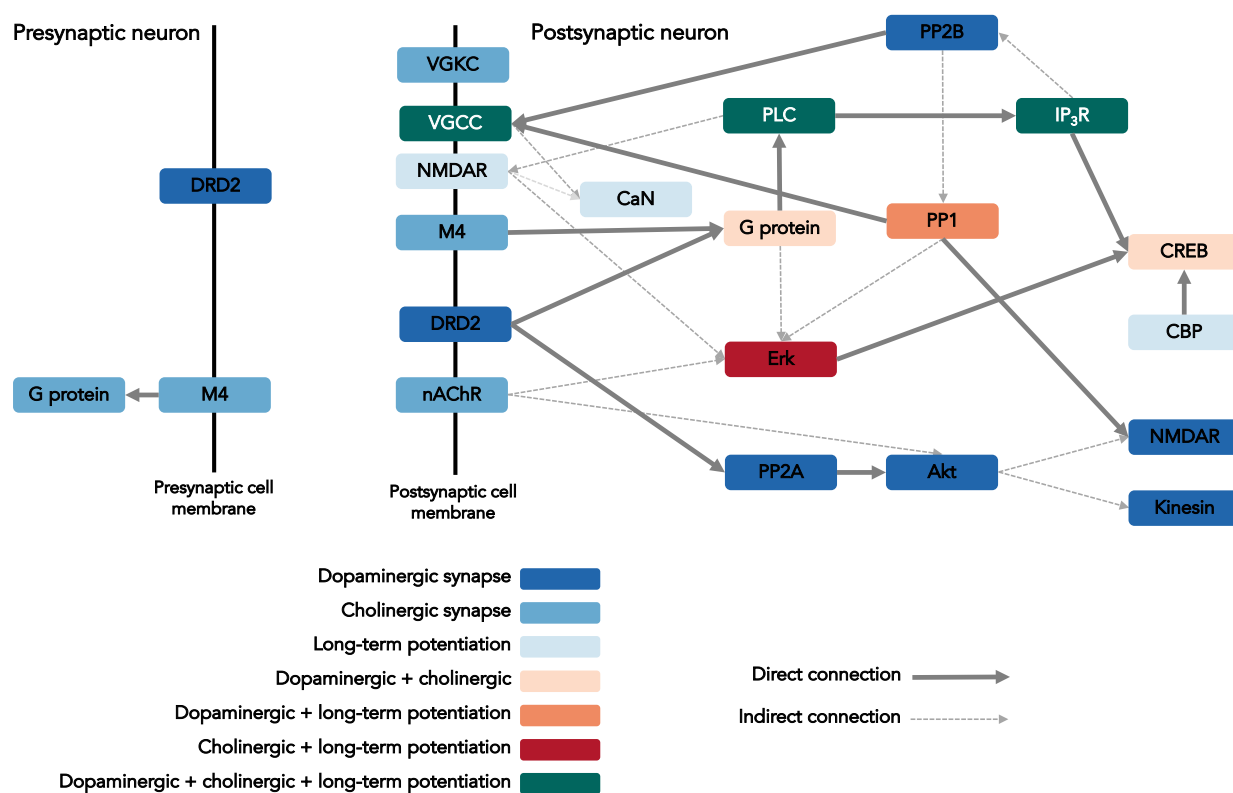 Presynaptic neuron
Postsynaptic neuron
PP2B
VGKC
VGCC
PLC
IP3R
NMDAR
DRD2
CaN
M4
G protein
PP1
CREB
DRD2
CBP
Erk
G protein
M4
nAChR
NMDAR
PP2A
Akt
Kinesin
Presynaptic cell
membrane
Postsynaptic cell
membrane
Dopaminergic synapse
Cholinergic synapse
Long-term potentiation
Dopaminergic + cholinergic
Dopaminergic + long-term potentiation
Cholinergic + long-term potentiation
Dopaminergic + cholinergic + long-term potentiation
Direct connection
Indirect connection